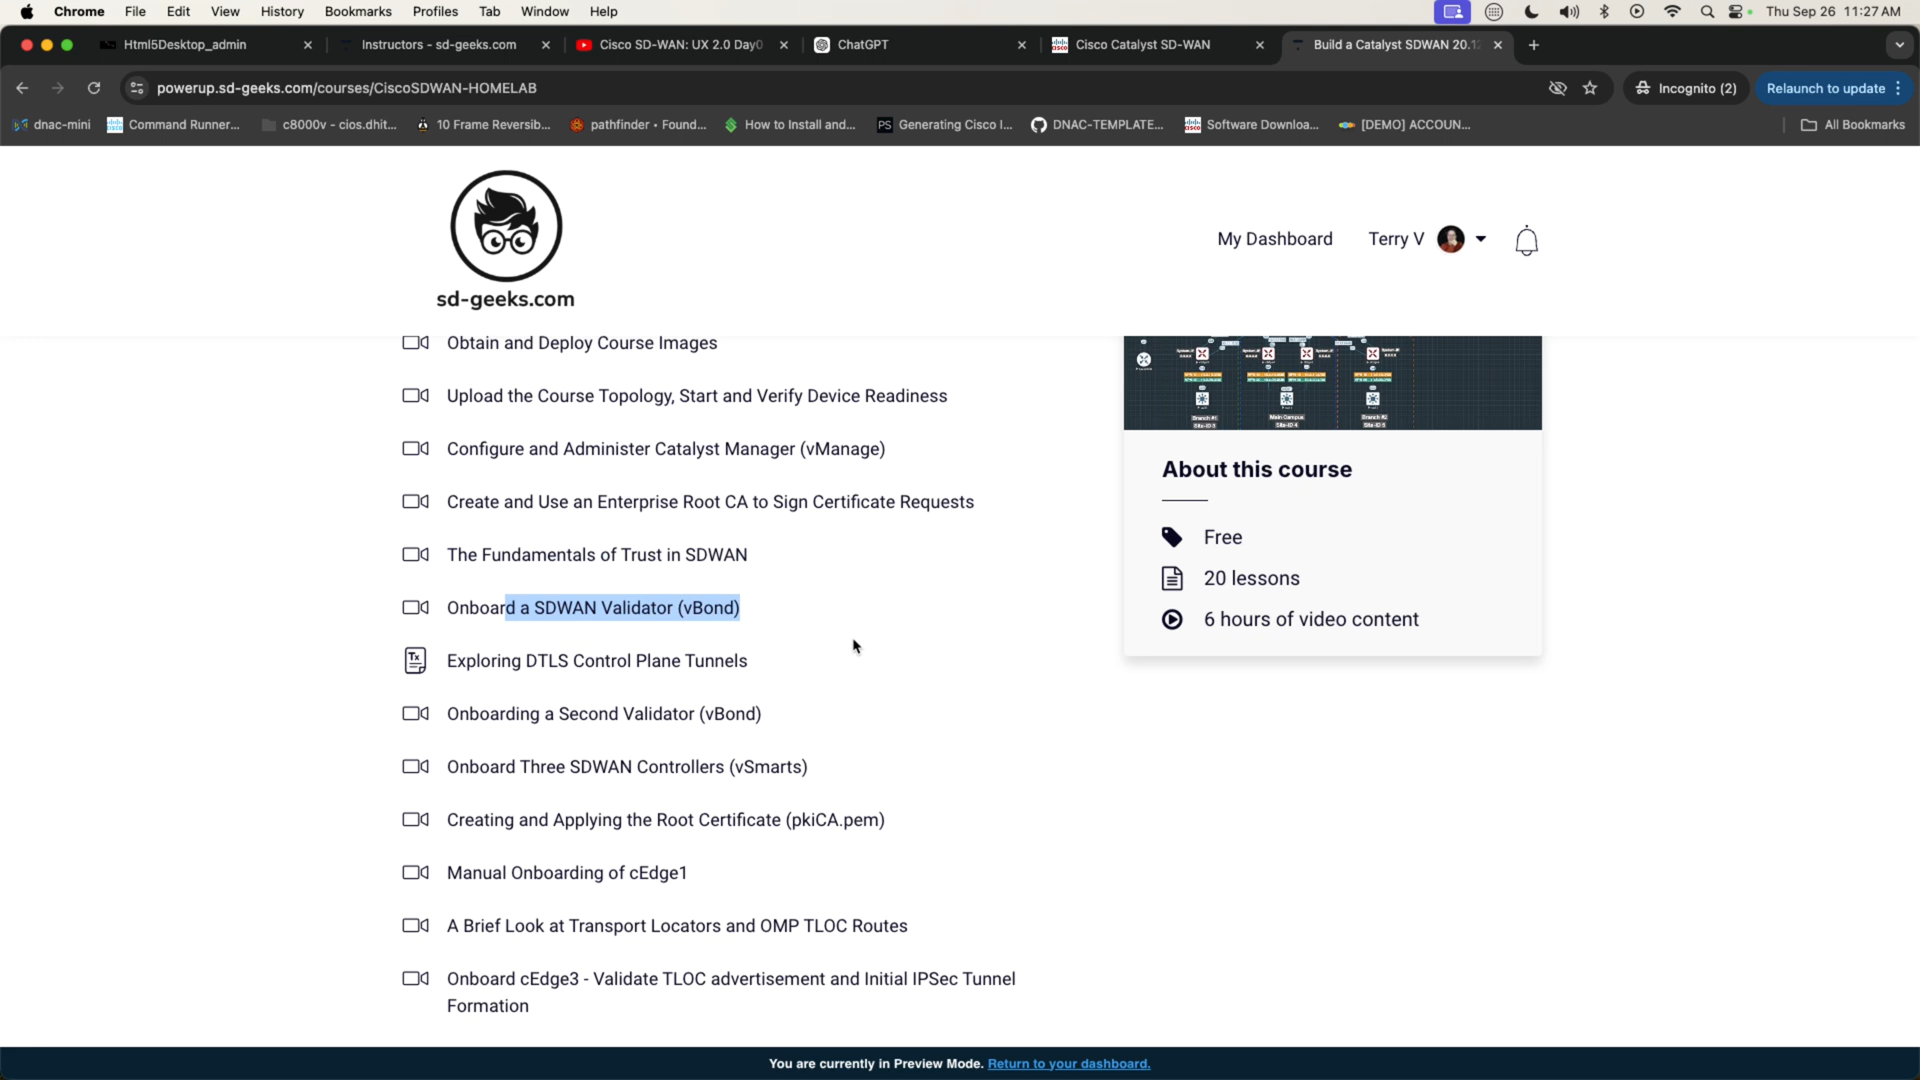 Chrome File Edit View History Bookmarks Profiles Tab Window Help Thu Sep 26 11:27 AM
Html5Desktop_admin Instructors - sd-geeks.com Cisco SD-WAN: UX 2.0 Day0 ChatGPT Cisco Catalyst SD-WAN Build a Catalyst SDWAN 20.1
powerup.sd-geeks.com/courses/CiscoSDWAN-HOMELAB Incognito (2) Relaunch to update
dnac-mini Command Runner... c8000v - cios.dhit... 10 Frame Reversib... pathfinder • Found... How to Install and... Generating Cisco I... DNAC-TEMPLATE... Software Downloa... [DEMO] ACCOUN... All Bookmarks
sd-geeks.com
My Dashboard Terry V
Obtain and Deploy Course Images
Upload the Course Topology, Start and Verify Device Readiness
Configure and Administer Catalyst Manager (vManage)
Create and Use an Enterprise Root CA to Sign Certificate Requests
The Fundamentals of Trust in SDWAN
Onboard a SDWAN Validator (vBond)
Exploring DTLS Control Plane Tunnels
Onboarding a Second Validator (vBond)
Onboard Three SDWAN Controllers (vSmarts)
Creating and Applying the Root Certificate (pkiCA.pem)
Manual Onboarding of cEdge1
A Brief Look at Transport Locators and OMP TLOC Routes
Onboard cEdge3 - Validate TLOC advertisement and Initial IPSec Tunnel
Formation
Branch #1 Main Campus Branch #2
Site-ID 4
About this course
Free
20 lessons
6 hours of video content
You are currently in Preview Mode. Return to your dashboard.